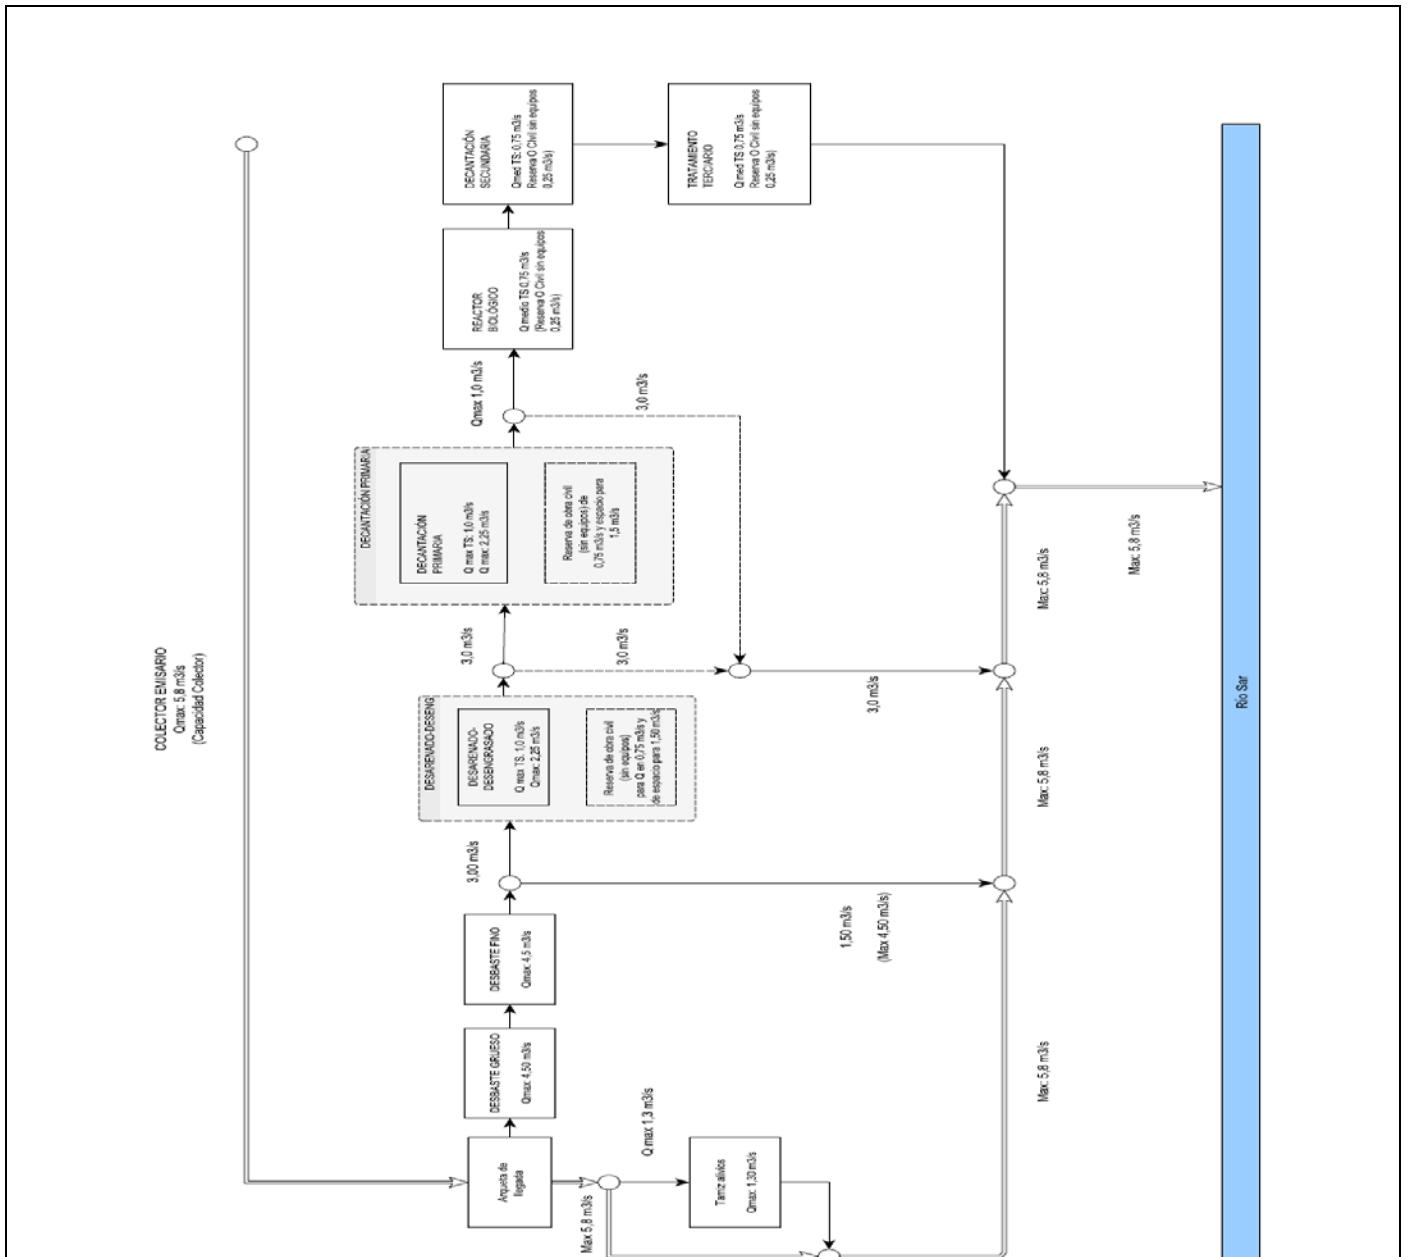 COLECTOR EMISARIO
Qmax: 5,8 m3/s
(Capacidad Colector)
Arqueta de
llegada
Max 5,8 m3/s
Q max 1,3 m3/s
Tamiz alivios
Qmax: 1,30m3/s
DESBASTE GRUESO
Qmax: 4,50 m3/s
DESBASTE FINO
Qmax: 4,5 m3/s
3,00 m3/s
1,50 m3/s
(Max 4,50 m3/s)
DESARENADO-DESENG
DESARENADO-
DESENGRASADO
Q max TS: 1,0 m3/s
Qmax: 2,25 m3/s
Reserva de obra civil
(sin equipos)
para Q en 0,75 m3/s y
de espacio para 1,50 m3/s
3,0 m3/s
3,0 m3/s
3,0 m3/s
DECANTACIÓN PRIMARIA
DECANTACIÓN
PRIMARIA
Q max TS: 1,0 m3/s
Q max: 2,25 m3/s
Reserva de obra civil
(sin equipos) de
0,75 m3/s y espacio para
1,5 m3/s
Qmax 1,0 m3/s
3,0 m3/s
REACTOR
BIOLÓGICO
Q medio TS 0,75 m3/s
(Reserva O Civil sin equipos
0,25 m3/s)
DECANTACIÓN
SECUNDARIA
Qmed TS: 0,75 m3/s
Reserva O Civil sin equipos
0,25 m3/s)
TRATAMIENTO
TERCIARIO
Q med TS 0,75 m3/s
Reserva O Civil sin equipos
0,25 m3/s)
Max: 5,8 m3/s
Max: 5,8 m3/s
Max: 5,8 m3/s
Max: 5,8 m3/s
Río Sar